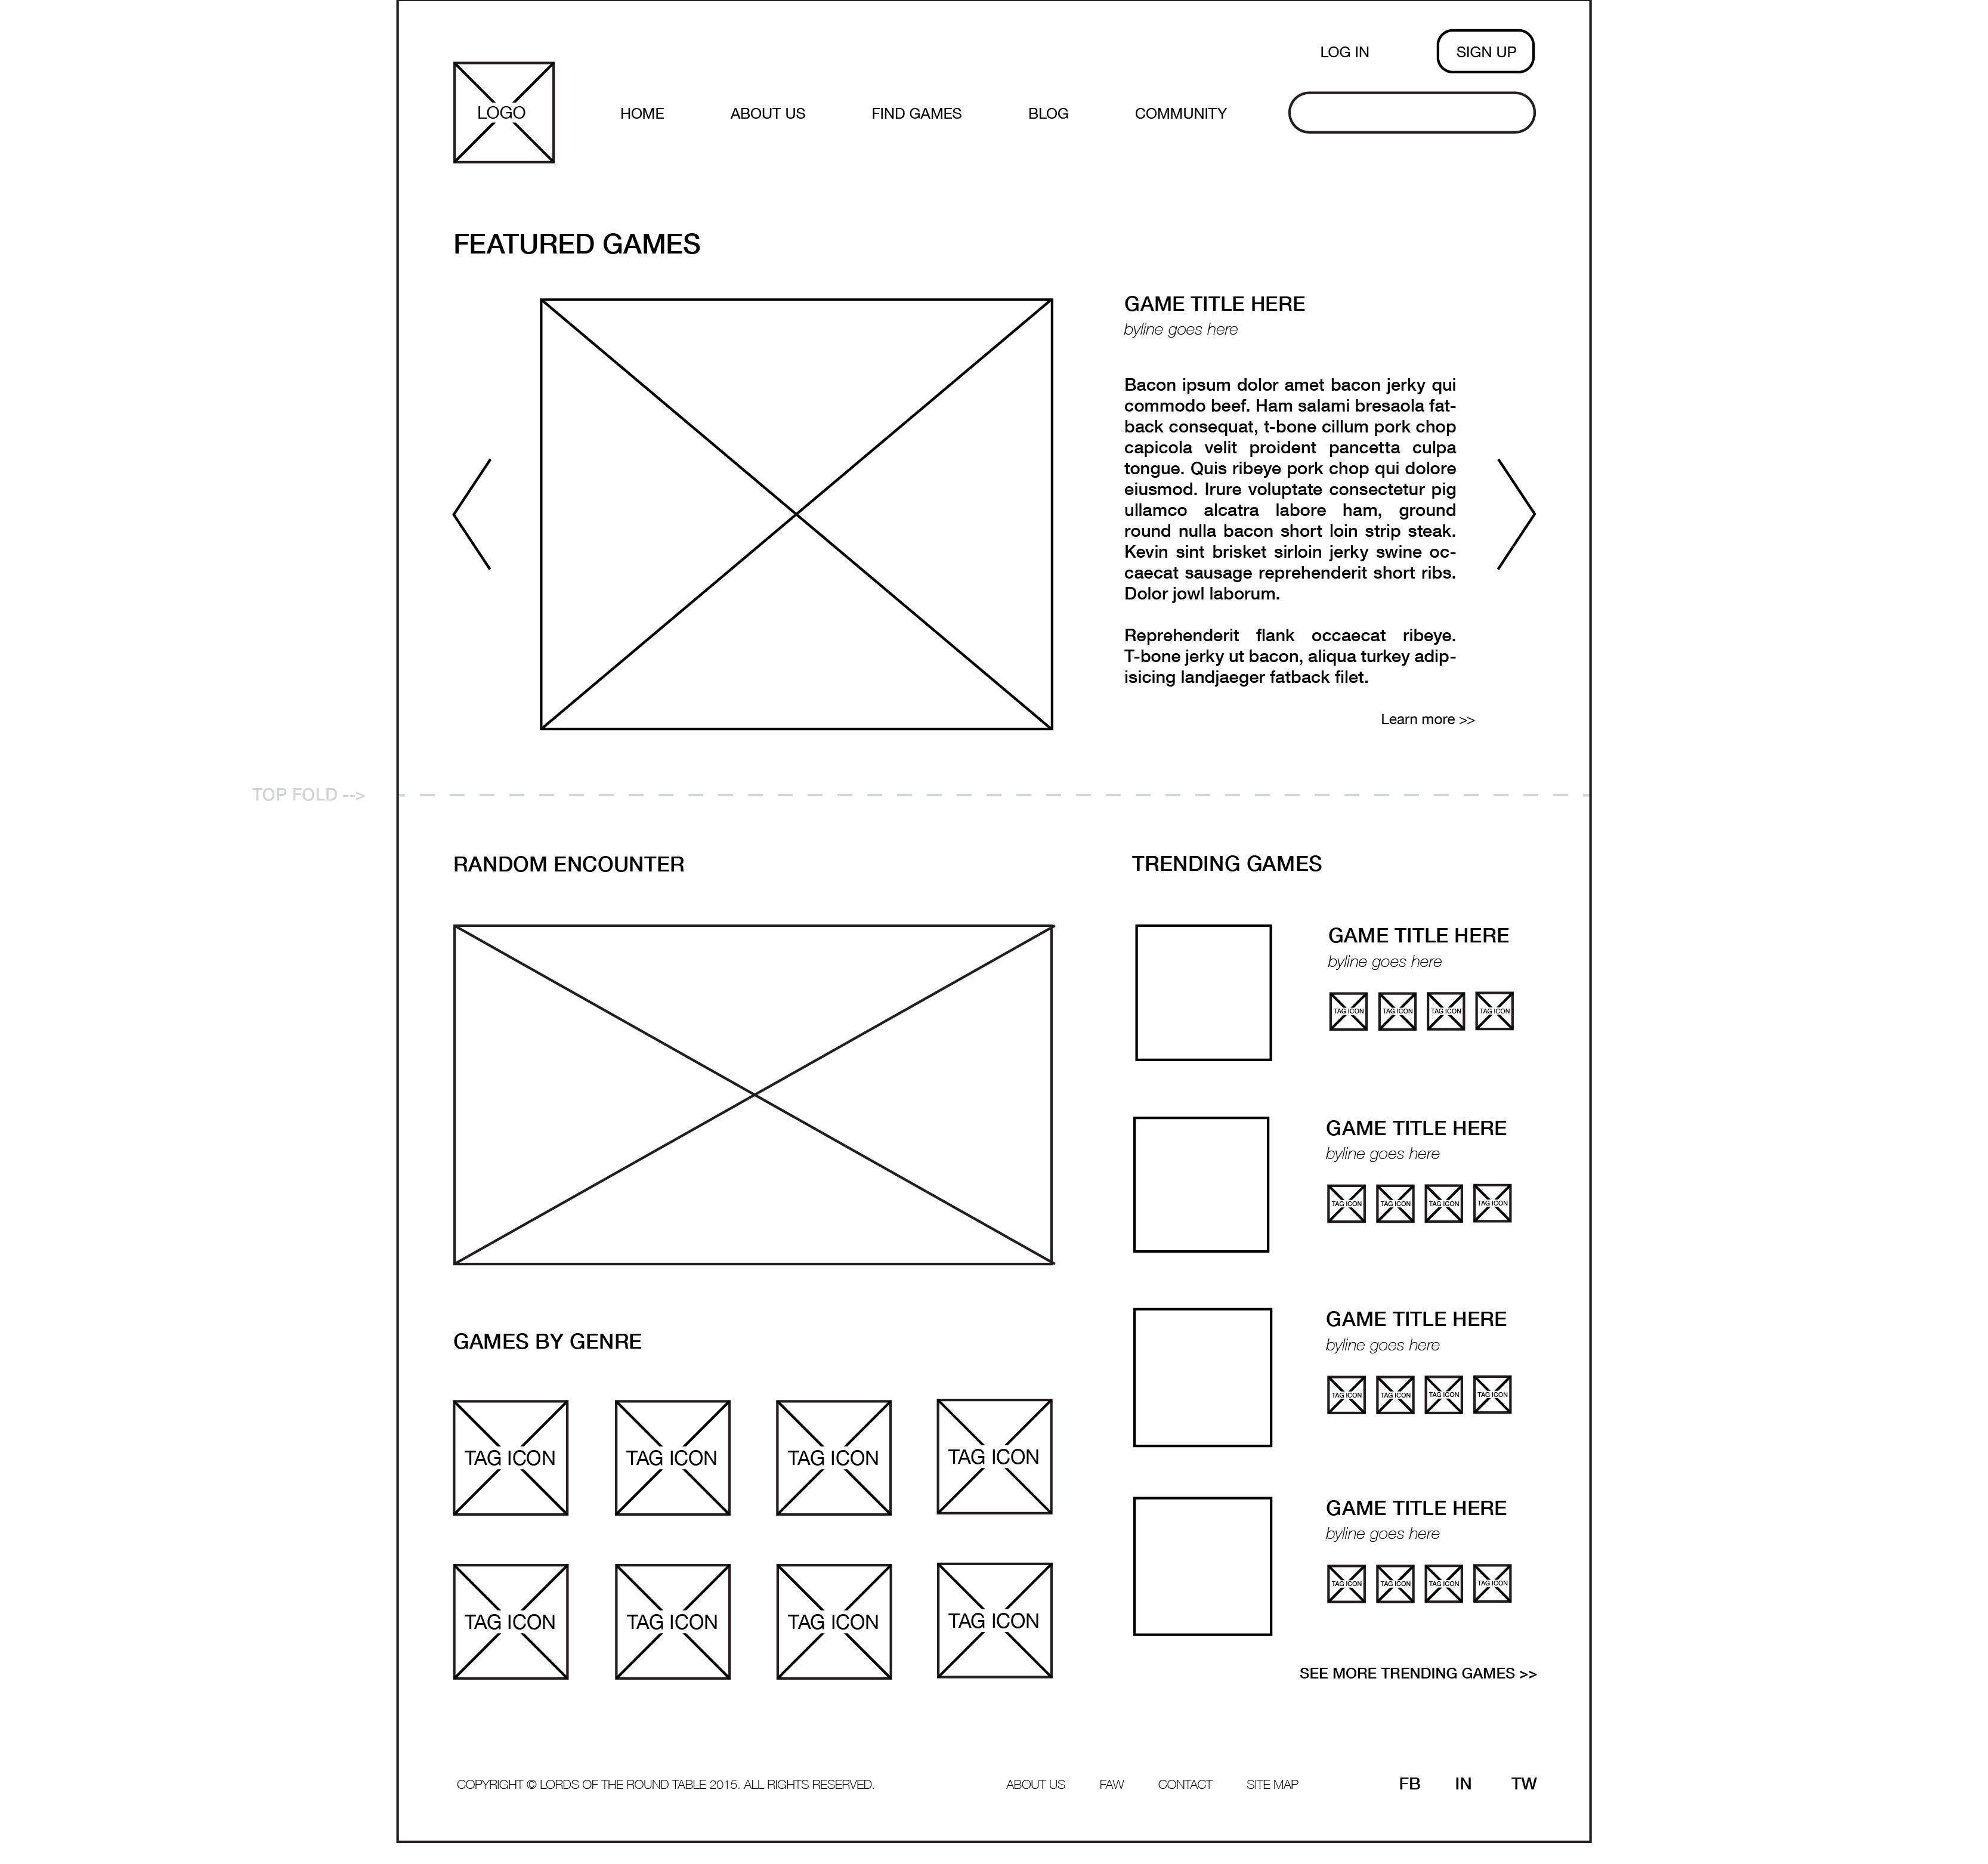 LOG IN
SIGN UP
LOGO
HOME
ABOUT US
FIND GAMES
BLOG
COMMUNITY
FEATURED GAMES
GAME TITLE HERE
byline goes here
Bacon ipsum dolor amet bacon jerky qui
commodo beef. Ham salami bresaola fat-
back consequat, t-bone cillum pork chop
capicola velit proident pancetta culpa
tongue. Quis ribeye pork chop qui dolore
eiusmod. Irure voluptate consectetur pig
ullamco alcatra labore ham, ground
round nulla bacon short loin strip steak.
Kevin sint brisket sirloin jerky swine oc-
caecat sausage reprehenderit short ribs.
Dolor jowl laborum.
Reprehenderit flank occaecat ribeye.
T-bone jerky ut bacon, aliqua turkey adip-
isicing landjaeger fatback filet.
Learn more >>
TOP FOLD -->
RANDOM ENCOUNTER
GAMES BY GENRE
TAG ICON TAG ICON TAG ICON TAG ICON
TAG ICON TAG ICON TAG ICON TAG ICON
TRENDING GAMES
GAME TITLE HERE
byline goes here
TAG ICON TAG ICON TAG ICON TAG ICON
GAME TITLE HERE
byline goes here
TAG ICON TAG ICON TAG ICON TAG ICON
GAME TITLE HERE
byline goes here
TAG ICON TAG ICON TAG ICON TAG ICON
GAME TITLE HERE
byline goes here
TAG ICON TAG ICON TAG ICON TAG ICON
SEE MORE TRENDING GAMES >>
COPYRIGHT © LORDS OF THE ROUND TABLE 2015. ALL RIGHTS RESERVED.
ABOUT US
FAW
CONTACT
SITE MAP
FB
IN
TW